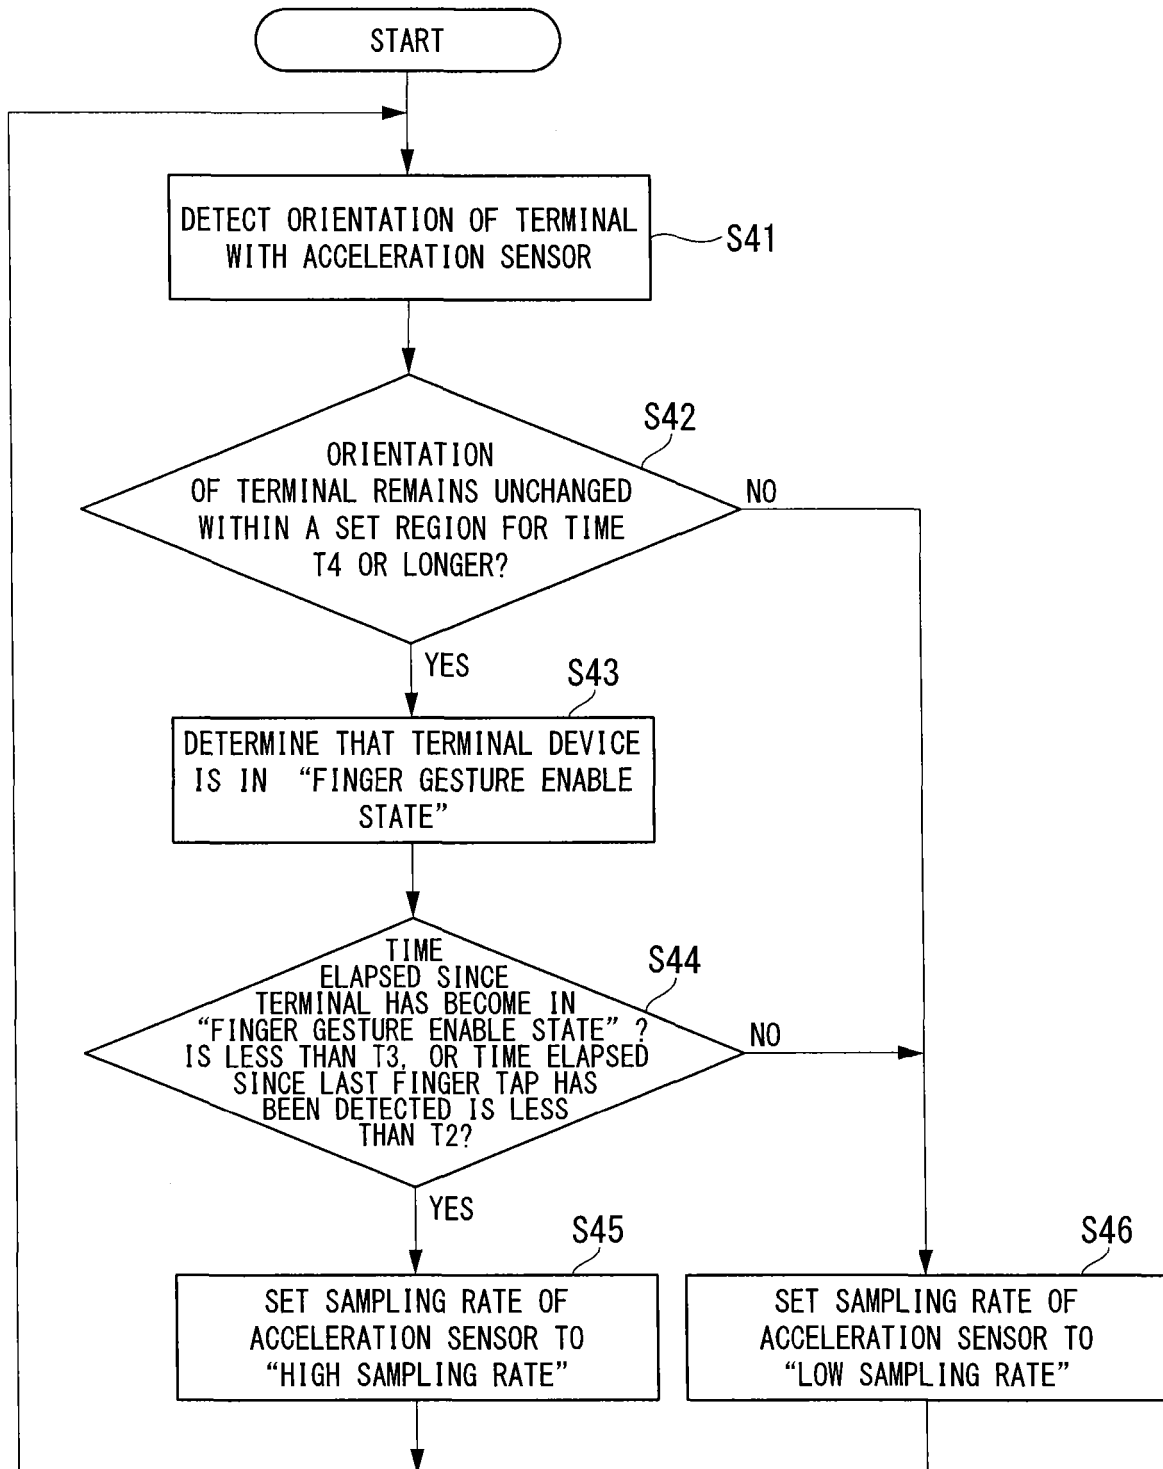 START
DETECT ORIENTATION OF TERMINAL
WITH ACCELERATION SENSOR
S41
S42
ORIENTATION
OF TERMINAL REMAINS UNCHANGED
WITHIN A SET REGION FOR TIME
T4 OR LONGER?
NO
YES
S43
DETERMINE THAT TERMINAL DEVICE
IS IN “FINGER GESTURE ENABLE
STATE”
S44
TIME
ELAPSED SINCE
TERMINAL HAS BECOME IN
“FINGER GESTURE ENABLE STATE” ?
IS LESS THAN T3, OR TIME ELAPSED
SINCE LAST FINGER TAP HAS
BEEN DETECTED IS LESS
THAN T2?
NO
YES
S45
SET SAMPLING RATE OF
ACCELERATION SENSOR TO
“HIGH SAMPLING RATE”
S46
SET SAMPLING RATE OF
ACCELERATION SENSOR TO
“LOW SAMPLING RATE”